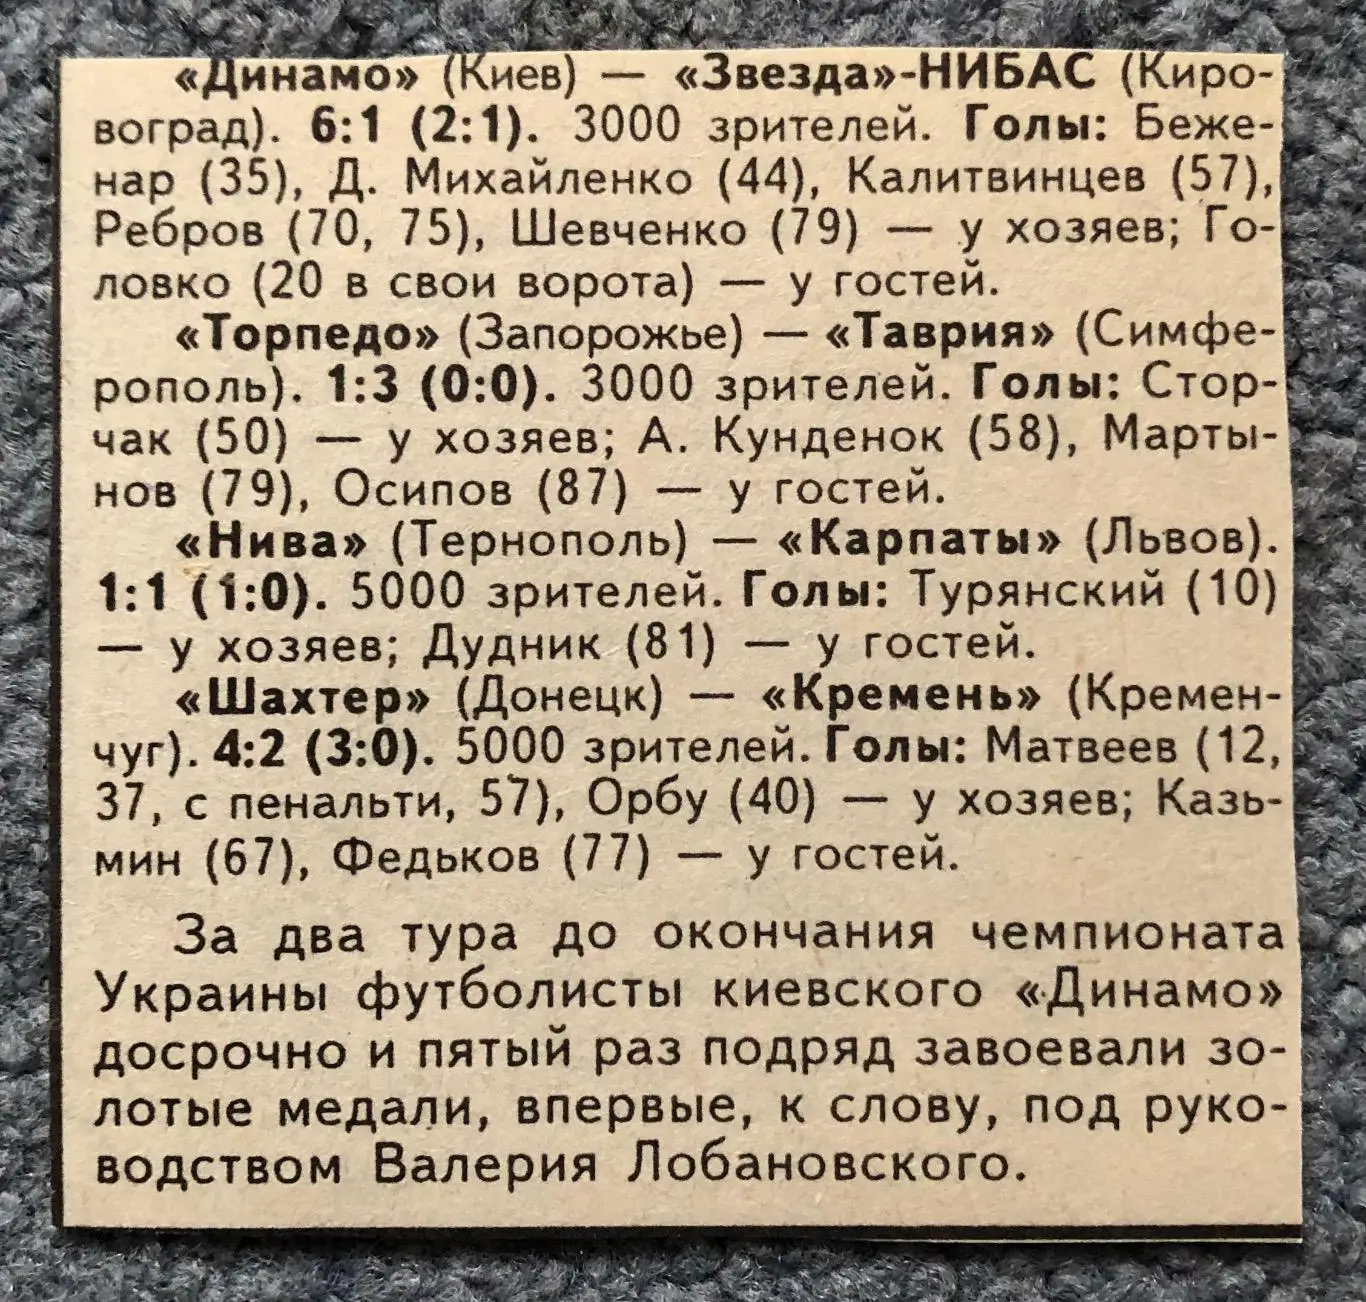 «Динамо» (Киев) — «Звезда»-НИБАС (Киро-
воград). 6:1 (2:1). 3000 зрителей. Голы: Беже-
нар (35), Д. Михайленко (44), Калитвинцев (57),
Ребров (70, 75), Шевченко (79) — у хозяев; Го-
ловко (20 в свои ворота) — у гостей.
«Торпедо» (Запорожье) — «Таврия» (Симфе-
рополь). 1:3 (0:0). 3000 зрителей. Голы: Стор-
чак (50) — у хозяев; А. Кунденок (58), Марты-
нов (79), Осипов (87) — у гостей.
«Нива» (Тернополь) — «Карпаты» (Львов).
1:1 (1:0). 5000 зрителей. Голы: Турянский (10)
— у хозяев; Дудник (81) — у гостей.
«Шахтер» (Донецк) — «Кремень» (Кремен-
чуг). 4:2 (3:0). 5000 зрителей. Голы: Матвеев (12,
37, с пенальти, 57), Орбу (40) — у хозяев; Казь-
мин (67), Федьков (77) — у гостей.
За два тура до окончания чемпионата
Украины футболисты киевского «Динамо»
досрочно и пятый раз подряд завоевали зо-
лотые медали, впервые, к слову, под руко-
водством Валерия Лобановского.